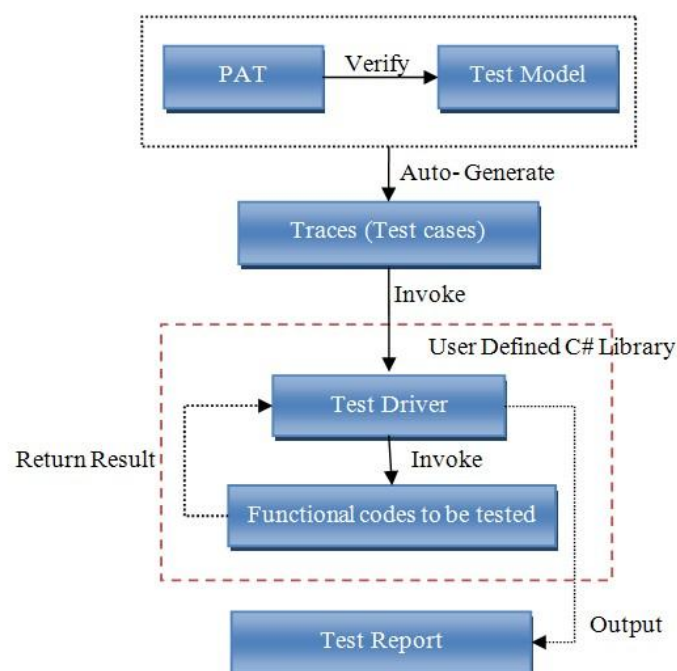 PAT
Verify
Test Model
Auto- Generate
Traces (Test cases)
Invoke
User Defined C# Library
Test Driver
Return Result
Invoke
Functional codes to be tested
Output
Test Report